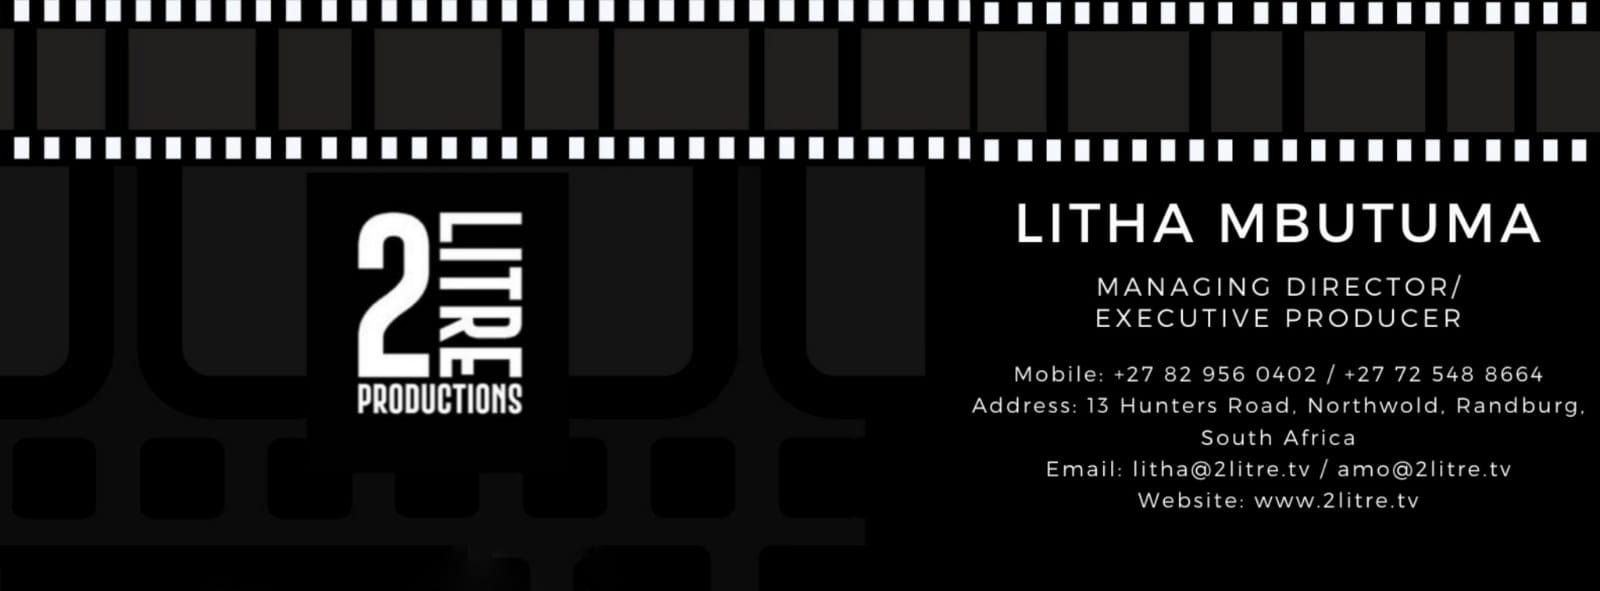 2 LITRE
PRODUCTIONS
LITHA MBUTUMA
MANAGING DIRECTOR/
EXECUTIVE PRODUCER
Mobile: +27 82 956 0402 / +27 72 548 8664
Address: 13 Hunters Road, Northwold, Randburg,
South Africa
Email: litha@2litre.tv / amo@2litre.tv
Website: www.2litre.tv